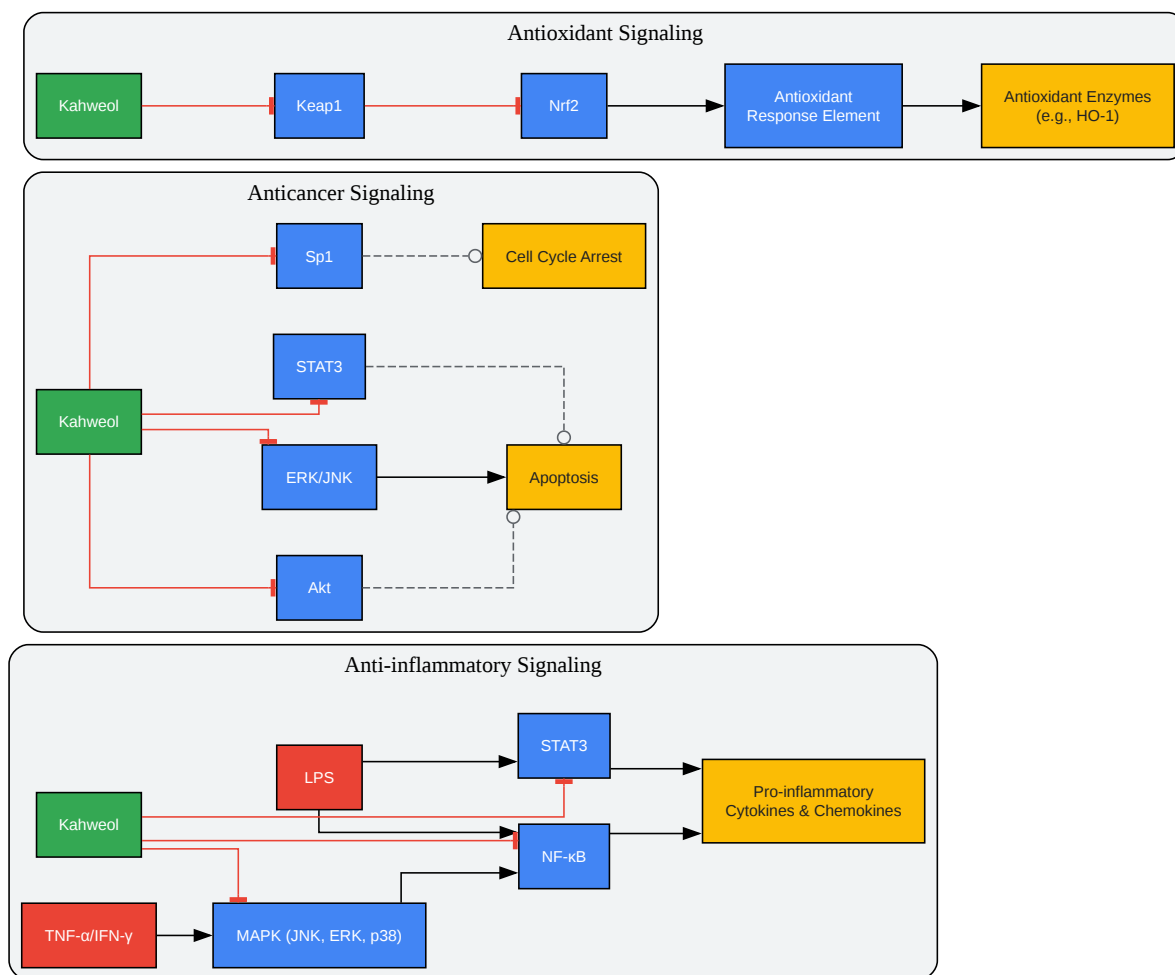 Antioxidant Signaling
Kahweol
Keap1
Nrf2
Antioxidant
Response Element
Antioxidant Enzymes
(e.g., HO-1)
Anticancer Signaling
Sp1
Cell Cycle Arrest
STAT3
Kahweol
ERK/JNK
Apoptosis
Akt
Anti-inflammatory Signaling
STAT3
LPS
Pro-inflammatory
Cytokines & Chemokines
Kahweol
NF-κB
TNF-α/IFN-γ
MAPK (JNK, ERK, p38)